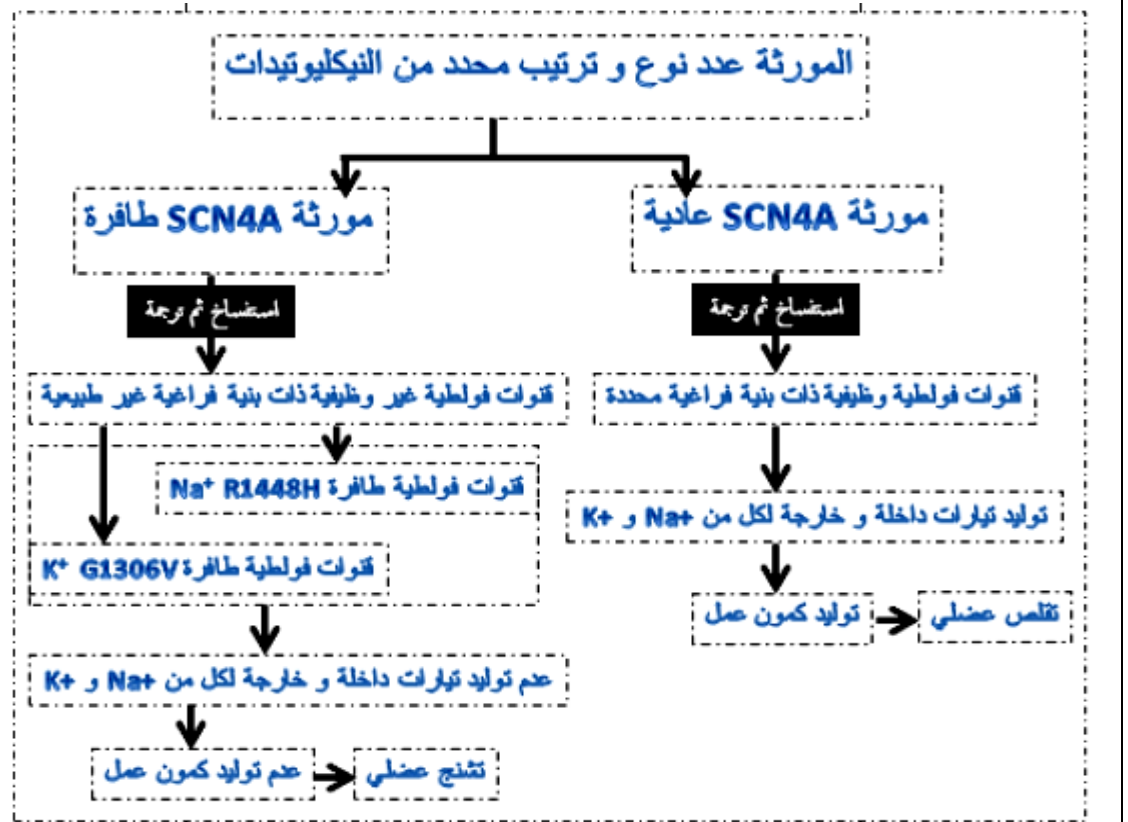 المورثة عدد نوع و ترتيب محدد من النيكليوتيدات
مورثة SCN4A عادية
مورثة SCN4A طافرة
استنساخ ثم ترجمة
استنساخ ثم ترجمة
قنوات فولطية وظيفية ذات بنية فراغية محددة
قنوات فولطية غير وظيفية ذات بنية فراغية غير طبيعية
قنوات فولطية طافرة Na⁺ R1448H
توليد تيارات داخلة و خارجة لكل من Na+ و K+
قنوات فولطية طافرة K⁺ G1306V
توليد كمون عمل
تقلص عضلي
عدم توليد تيارات داخلة و خارجة لكل من Na+ و K+
عدم توليد كمون عمل
تشنج عضلي